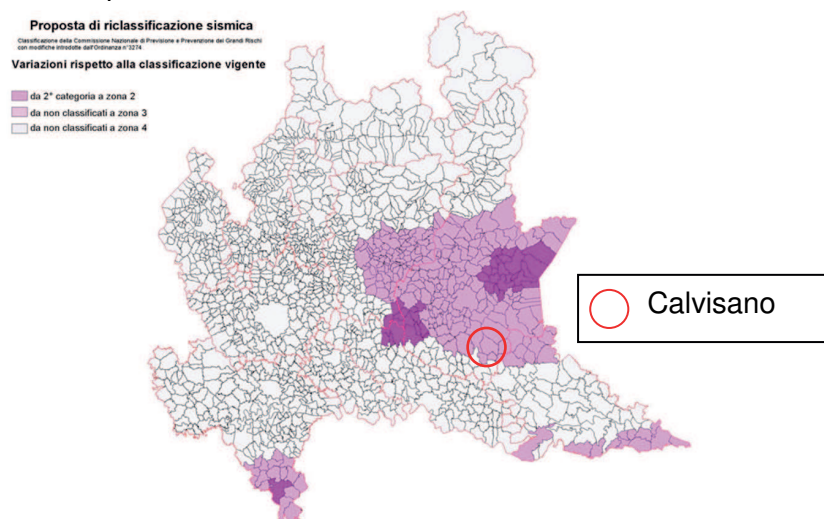 Proposta di riclassificazione sismica
Classificazione della Commissione Nazionale di Previsione e Prevenzione dei Grandi Rischi
con modifiche introdotte dall'Ordinanza n°3274
Variazioni rispetto alla classificazione vigente
da 2° categoria a zona 2
da non classificati a zona 3
da non classificati a zona 4
Calvisano